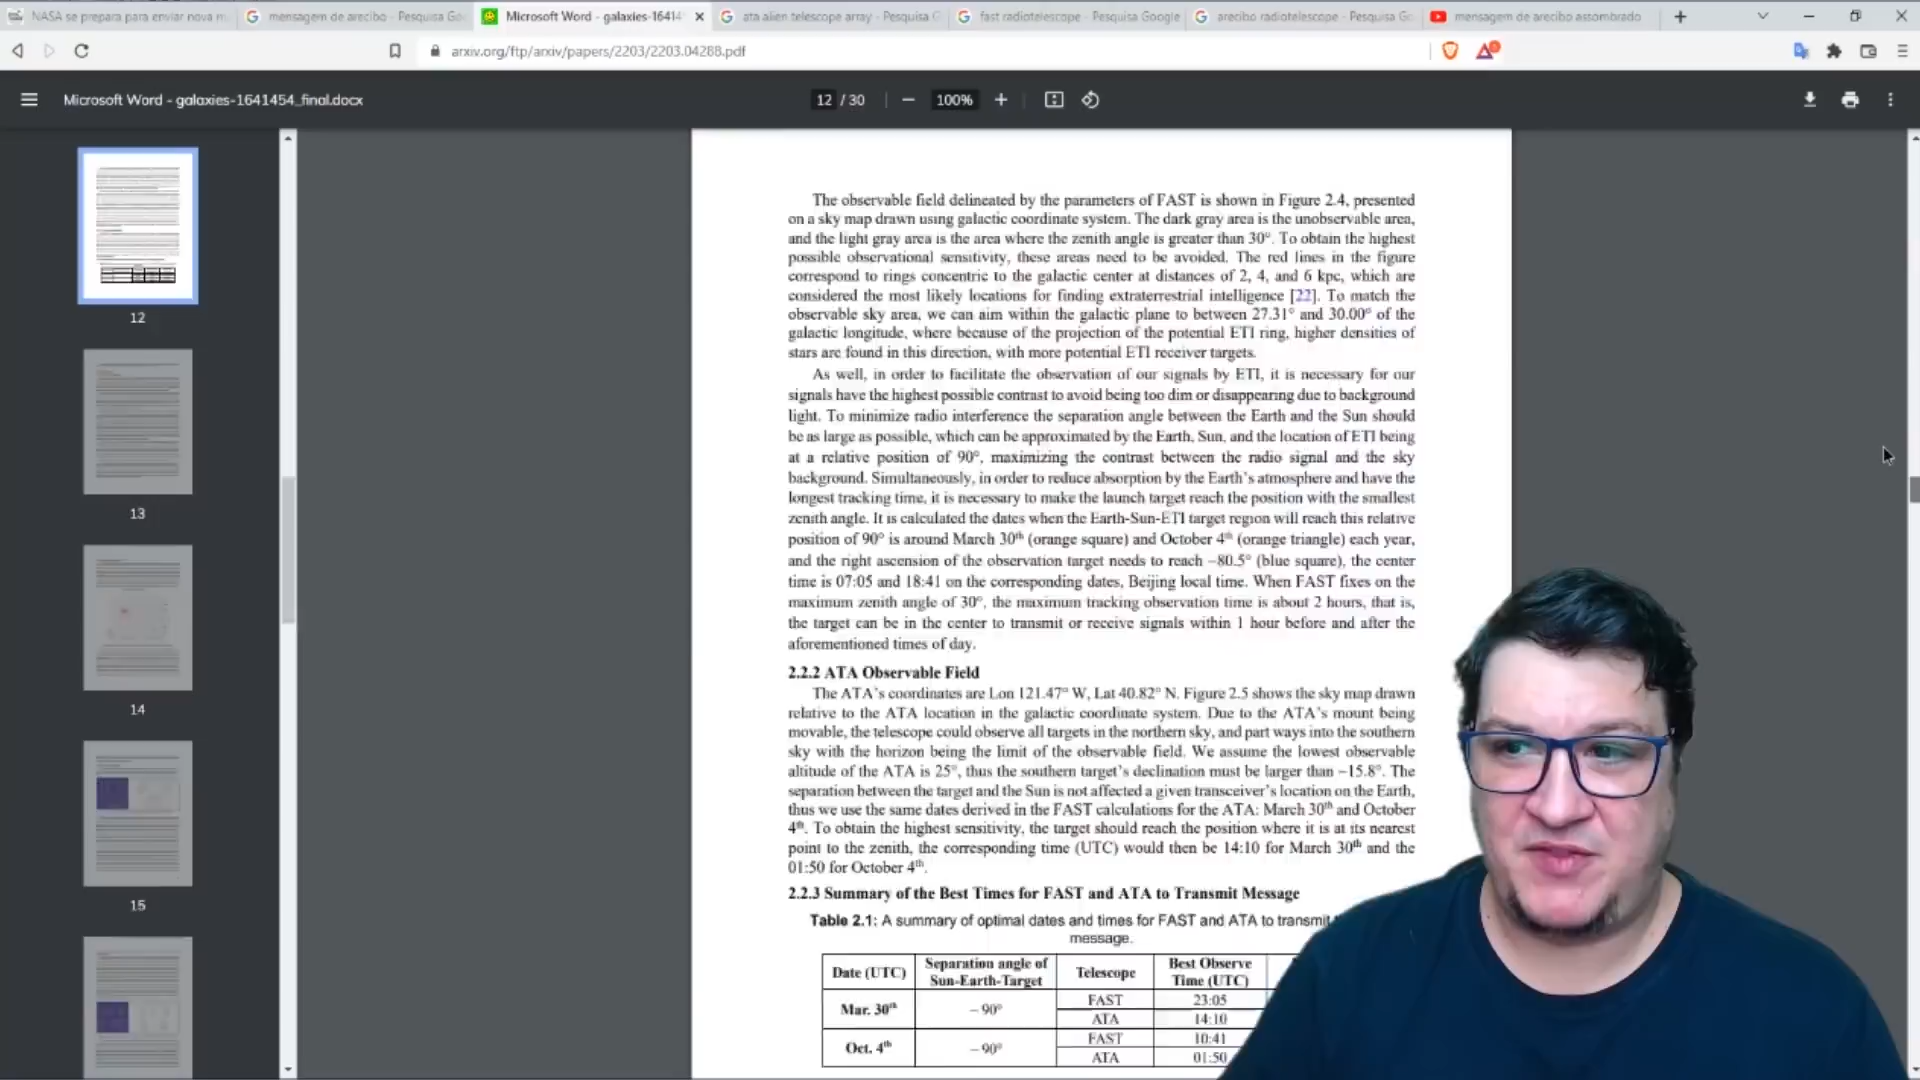 NASA se prepara para enviar nova m
mensagem de arecibo - Pesquisa Go
Microsoft Word - galaxies-16414
ata alien telescope array - Pesquisa G
fast radiotelescope - Pesquisa Google
arecibo radiotelescope - Pesquisa Go
mensagem de arecibo astombrado
arxiv.org/ftp/arxiv/papers/2203/2203.04288.pdf
Microsoft Word - galaxies-1641454_final.docx
12 / 30
100%
12
13
14
15
The observable field delineated by the parameters of FAST is shown in Figure 2.4, presented
on a sky map drawn using galactic coordinate system. The dark gray area is the unobservable area,
and the light gray area is the area where the zenith angle is greater than 30°. To obtain the highest
possible observational sensitivity, these areas need to be avoided. The red lines in the figure
correspond to rings concentric to the galactic center at distances of 2, 4, and 6 kpc, which are
considered the most likely locations for finding extraterrestrial intelligence [22]. To match the
observable sky area, we can aim within the galactic plane to between 27.31° and 30.00° of the
galactic longitude, where because of the projection of the potential ETI ring, higher densities of
stars are found in this direction, with more potential ETI receiver targets.
As well, in order to facilitate the observation of our signals by ETI, it is necessary for our
signals have the highest possible contrast to avoid being too dim or disappearing due to background
light. To minimize radio interference the separation angle between the Earth and the Sun should
be as large as possible, which can be approximated by the Earth, Sun, and the location of ETI being
at a relative position of 90°, maximizing the contrast between the radio signal and the sky
background. Simultaneously, in order to reduce absorption by the Earth's atmosphere and have the
longest tracking time, it is necessary to make the launch target reach the position with the smallest
zenith angle. It is calculated the dates when the Earth-Sun-ETI target region will reach this relative
position of 90° is around March 30th (orange square) and October 4th (orange triangle) each year,
and the right ascension of the observation target needs to reach −80.5° (blue square), the center
time is 07:05 and 18:41 on the corresponding dates, Beijing local time. When FAST fixes on the
maximum zenith angle of 30°, the maximum tracking observation time is about 2 hours, that is,
the target can be in the center to transmit or receive signals within 1 hour before and after the
aforementioned times of day.
2.2.2 ATA Observable Field
The ATA's coordinates are Lon 121.47° W, Lat 40.82° N. Figure 2.5 shows the sky map drawn
relative to the ATA location in the galactic coordinate system. Due to the ATA's mount being
movable, the telescope could observe all targets in the northern sky, and part ways into the southern
sky with the horizon being the limit of the observable field. We assume the lowest observable
altitude of the ATA is 25°, thus the southern target's declination must be larger than −15.8°. The
separation between the target and the Sun is not affected a given transceiver's location on the Earth,
thus we use the same dates derived in the FAST calculations for the ATA: March 30th and October
4th. To obtain the highest sensitivity, the target should reach the position where it is at its nearest
point to the zenith, the corresponding time (UTC) would then be 14:10 for March 30th and the
01:50 for October 4th.
2.2.3 Summary of the Best Times for FAST and ATA to Transmit Message
Table 2.1: A summary of optimal dates and times for FAST and ATA to transmit
message.
Date (UTC) Separation angle of Sun-Earth-Target Telescope Best Observe Time (UTC)
Mar. 30th ~ 90° FAST 23:05
ATA 14:10
Oct. 4th ~ 90° FAST 10:41
ATA 01:50